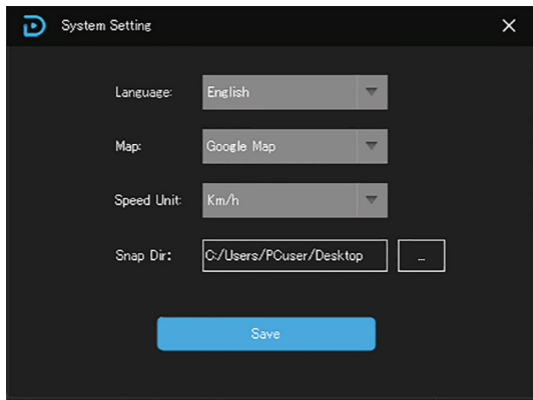 System Setting
Language: English
Map: Google Map
Speed Unit: Km/h
Snap Dir: C:/Users/PCuser/Desktop ...
Save